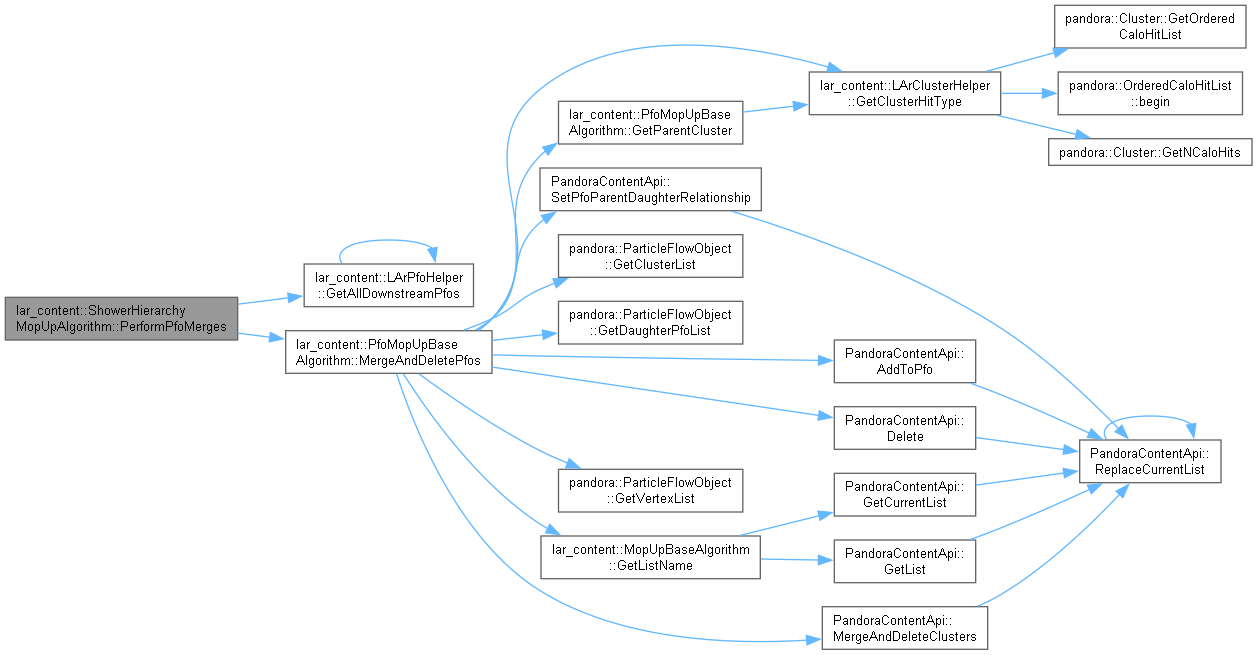 lar_content::ShowerHierarchy
MopUpAlgorithm::PerformPfoMerges
lar_content::LArPfoHelper
::GetAllDownstreamPfos
lar_content::PfoMopUpBase
Algorithm::MergeAndDeletePfos
lar_content::PfoMopUpBase
Algorithm::GetParentCluster
PandoraContentApi::
SetPfoParentDaughterRelationship
pandora::ParticleFlowObject
::GetClusterList
pandora::ParticleFlowObject
::GetDaughterPfoList
pandora::ParticleFlowObject
::GetVertexList
lar_content::MopUpBaseAlgorithm
::GetListName
lar_content::LArClusterHelper
::GetClusterHitType
PandoraContentApi::
AddToPfo
PandoraContentApi::
Delete
PandoraContentApi::
GetCurrentList
PandoraContentApi::
GetList
PandoraContentApi::
MergeAndDeleteClusters
pandora::Cluster::GetOrdered
CaloHitList
pandora::OrderedCaloHitList
::begin
pandora::Cluster::GetNCaloHits
PandoraContentApi::
ReplaceCurrentList